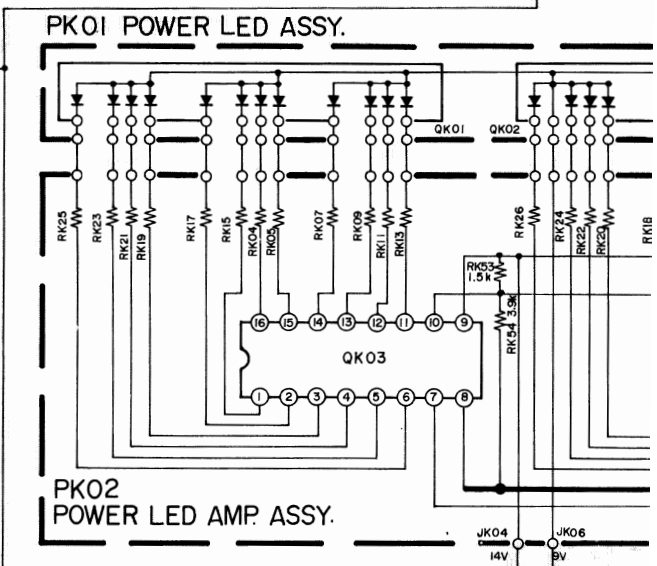 PK01 POWER LED ASSY.
QK01 QK02
RK25
RK23
RK21
RK19
RK17
RK15
RK04
RK05
RK07
RK09
RK11
RK13
RK26
RK24
RK22
RK20
RK18
RK53
1.5k
3.9k
RK54
16 15 14 13 12 11 10 9
QK03
1 2 3 4 5 6 7 8
PK02
POWER LED AMP. ASSY.
JK04 JK06
14V 9V